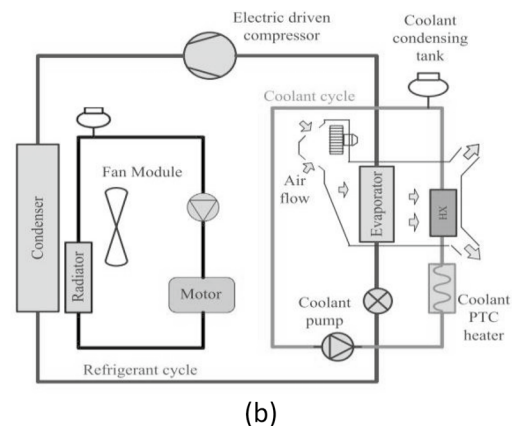 Electric driven
compressor
Coolant
condensing
tank
Coolant cycle
Fan Module
Air
flow
Condenser
Radiator
Evaporator
HX
Motor
Coolant
pump
Coolant
PTC
heater
Refrigerant cycle
(b)